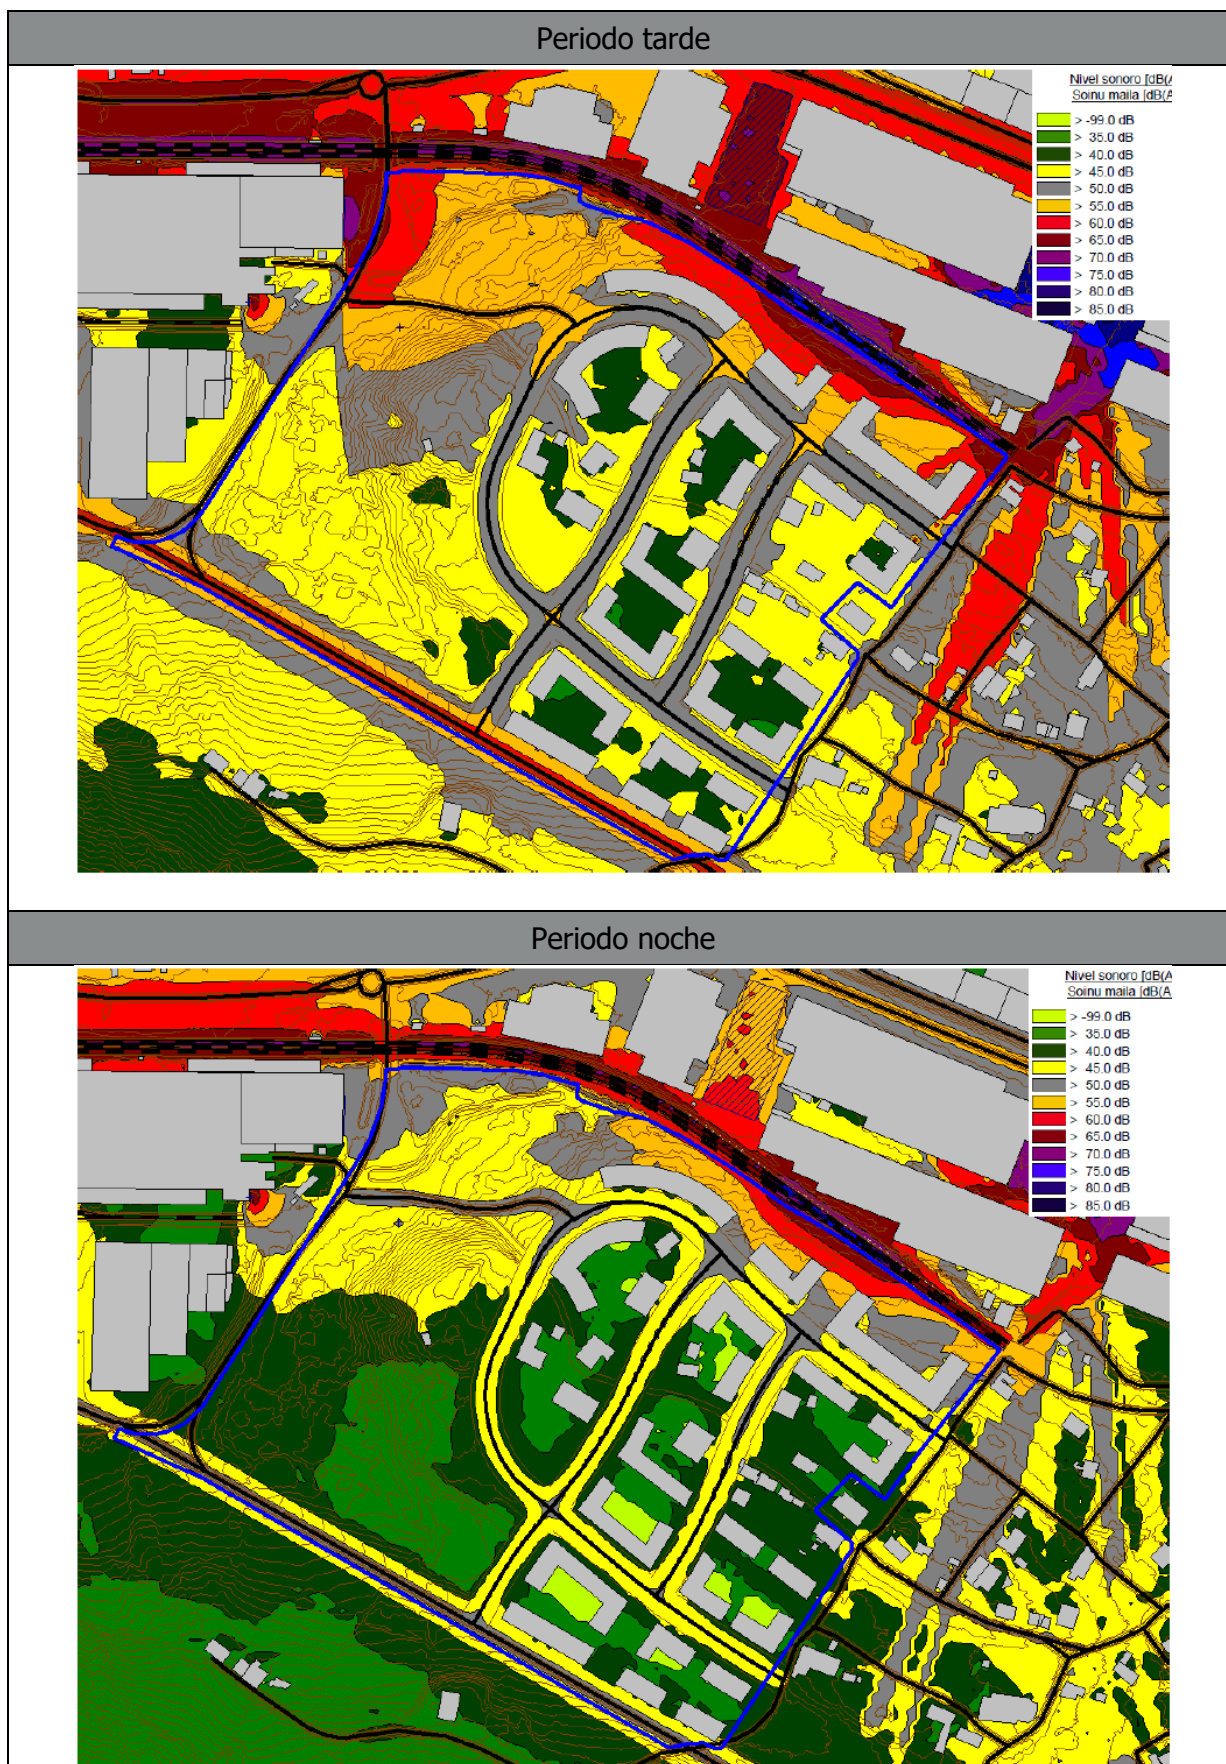 Periodo tarde
Nivel sonoro [dB(A
Soinu maila [dB(A
> -99.0 dB
> 35.0 dB
> 40.0 dB
> 45.0 dB
> 50.0 dB
> 55.0 dB
> 60.0 dB
> 65.0 dB
> 70.0 dB
> 75.0 dB
> 80.0 dB
> 85.0 dB
Periodo noche
Nivel sonoro [dB(A
Soinu maila [dB(A
> -99.0 dB
> 35.0 dB
> 40.0 dB
> 45.0 dB
> 50.0 dB
> 55.0 dB
> 60.0 dB
> 65.0 dB
> 70.0 dB
> 75.0 dB
> 80.0 dB
> 85.0 dB